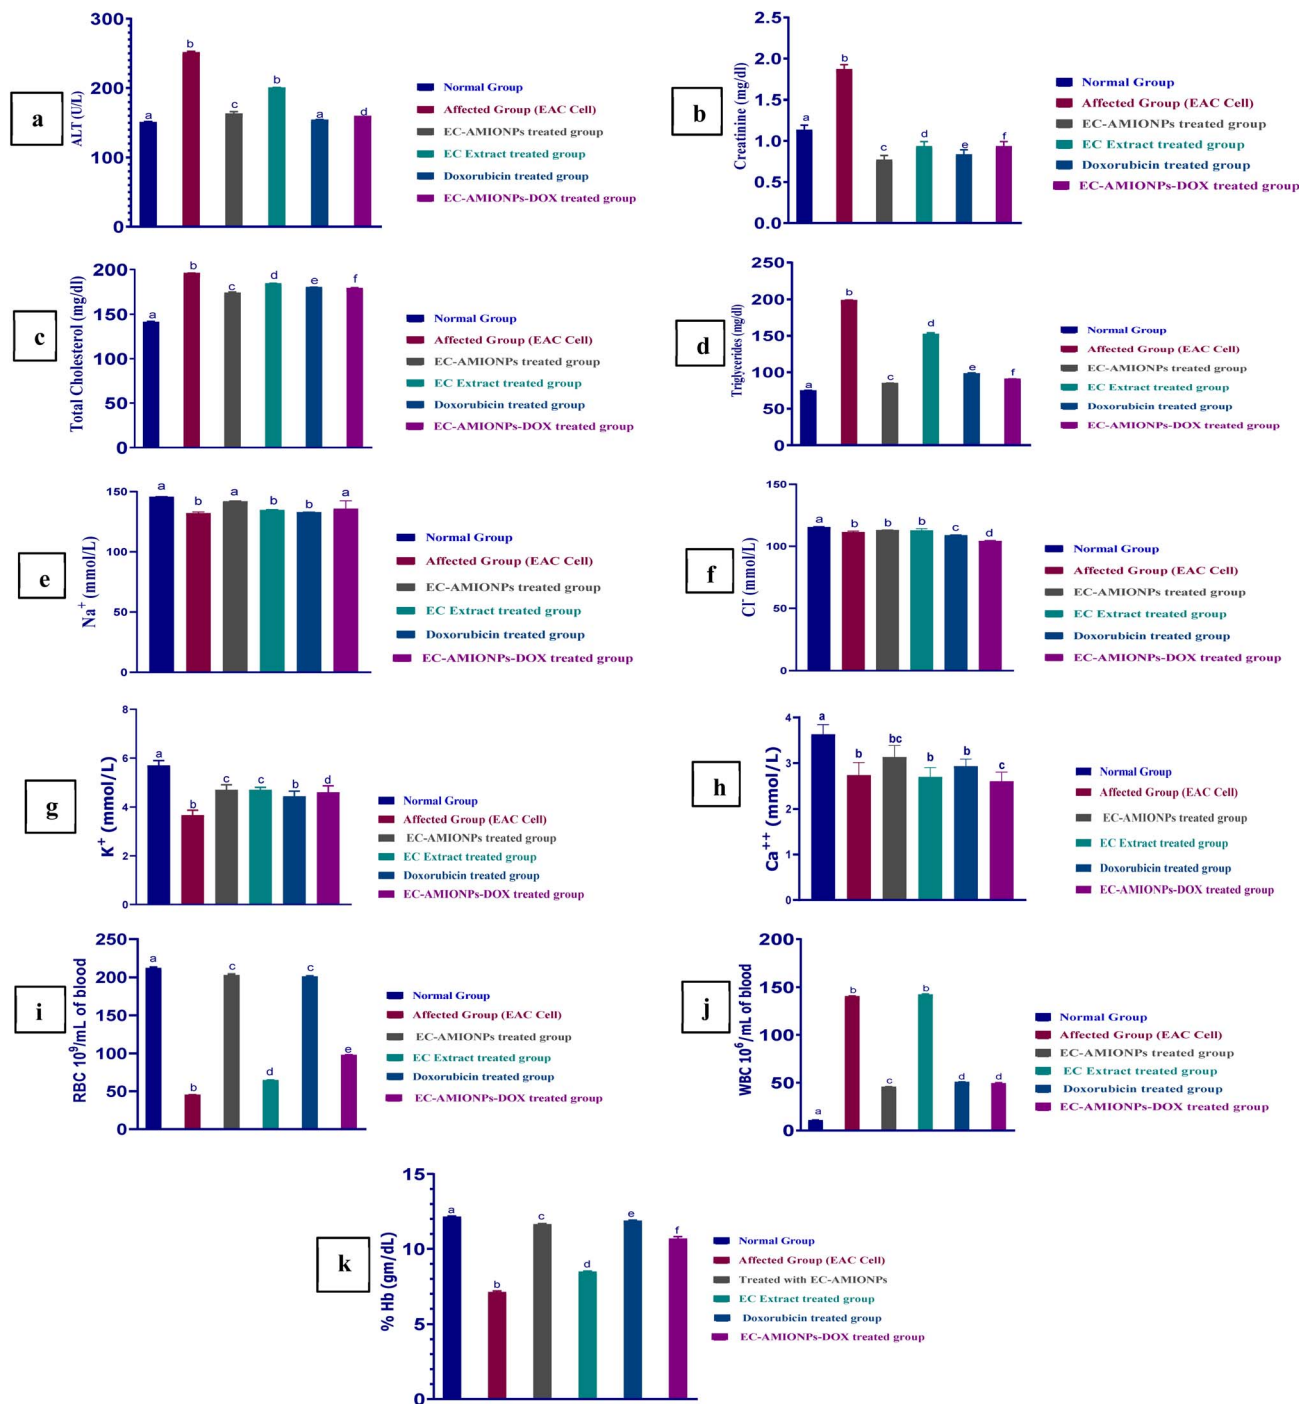 a
ALT (U/L)
300
200
100
0
a
b
c
b
a
d
Normal Group
Affected Group (EAC Cell)
EC-AMIONPs treated group
EC Extract treated group
Doxorubicin treated group
EC-AMIONPs-DOX treated group
b
Creatinine (mg/dl)
2.5
2.0
1.5
1.0
0.5
0.0
a
b
c
d
e
f
Normal Group
Affected Group (EAC Cell)
EC-AMIONPs treated group
EC Extract treated group
Doxorubicin treated group
EC-AMIONPs-DOX treated group
c
Total Cholesterol (mg/dl)
200
150
100
50
0
a
b
c
d
e
f
Normal Group
Affected Group (EAC Cell)
EC-AMIONPs treated group
EC Extract treated group
Doxorubicin treated group
EC-AMIONPs-DOX treated group
d
Triglycerides (mg/dl)
250
200
150
100
50
0
a
b
c
d
e
f
Normal Group
Affected Group (EAC Cell)
EC-AMIONPs treated group
EC Extract treated group
Doxorubicin treated group
EC-AMIONPs-DOX treated group
e
Na⁺ (mmol/L)
150
100
50
0
a
b
a
b
b
a
Normal Group
Affected Group (EAC Cell)
EC-AMIONPs treated group
EC Extract treated group
Doxorubicin treated group
EC-AMIONPs-DOX treated group
f
Cl⁻ (mmol/L)
150
100
50
0
a
b
b
b
c
d
Normal Group
Affected Group (EAC Cell)
EC-AMIONPs treated group
EC Extract treated group
Doxorubicin treated group
EC-AMIONPs-DOX treated group
g
K⁺ (mmol/L)
8
6
4
2
0
a
b
c
c
b
d
Normal Group
Affected Group (EAC Cell)
EC-AMIONPs treated group
EC Extract treated group
Doxorubicin treated group
EC-AMIONPs-DOX treated group
h
Ca⁺⁺ (mmol/L)
4
3
2
1
0
a
b
bc
b
b
c
Normal Group
Affected Group (EAC Cell)
EC-AMIONPs treated group
EC Extract treated group
Doxorubicin treated group
EC-AMIONPs-DOX treated group
i
RBC 10⁹/mL of blood
250
200
150
100
50
0
a
b
c
d
c
e
Normal Group
Affected Group (EAC Cell)
EC-AMIONPs treated group
EC Extract treated group
Doxorubicin treated group
EC-AMIONPs-DOX treated group
j
WBC 10⁶/mL of blood
200
150
100
50
0
a
b
c
b
d
d
Normal Group
Affected Group (EAC Cell)
EC-AMIONPs treated group
EC Extract treated group
Doxorubicin treated group
EC-AMIONPs-DOX treated group
k
% Hb (gm/dL)
15
10
5
0
a
b
c
d
e
f
Normal Group
Affected Group (EAC Cell)
Treated with EC-AMIONPs
EC Extract treated group
Doxorubicin treated group
EC-AMIONPs-DOX treated group